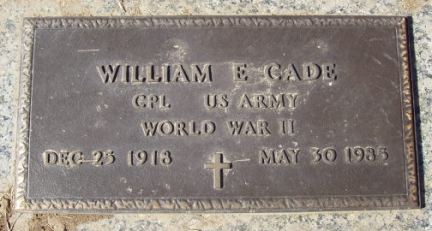 WILLIAM E CADE
CPL US ARMY
WORLD WAR II
DEC 25 1918 MAY 30 1985